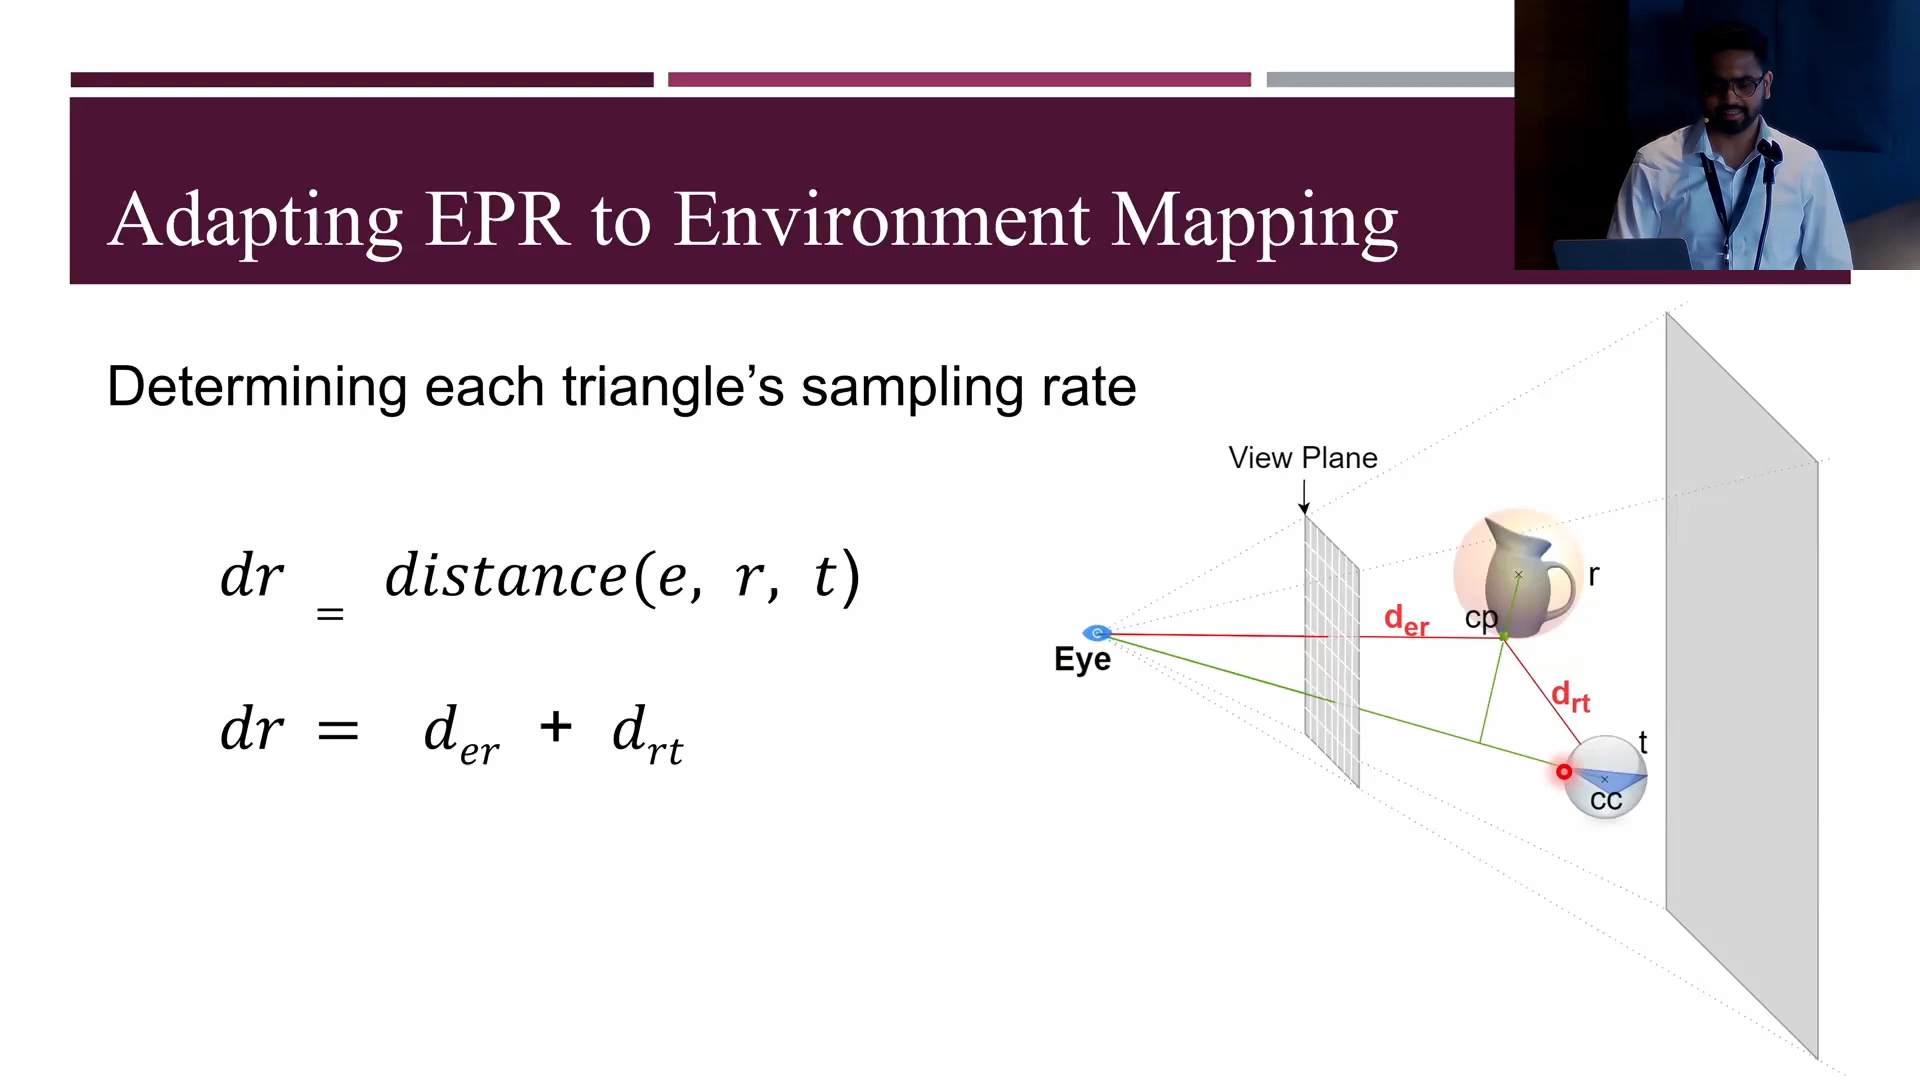 Adapting EPR to Environment Mapping
Determining each triangle’s sampling rate
dr = distance(e, r, t)
dr = d_er + d_rt
View Plane
r
d_er
cp
Eye
d_rt
t
cc